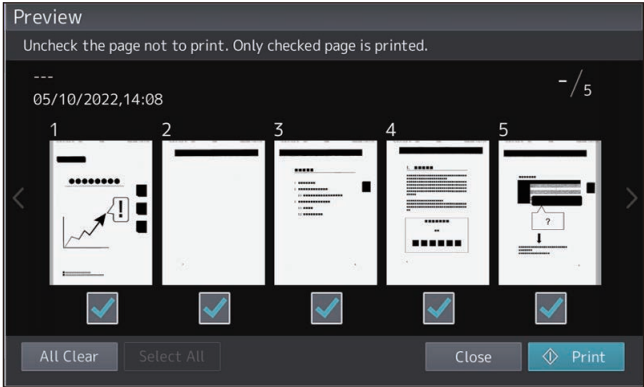 Preview
Uncheck the page not to print. Only checked page is printed.
---
05/10/2022,14:08
-/5
1 2 3 4 5
!
?
All Clear Select All Close Print